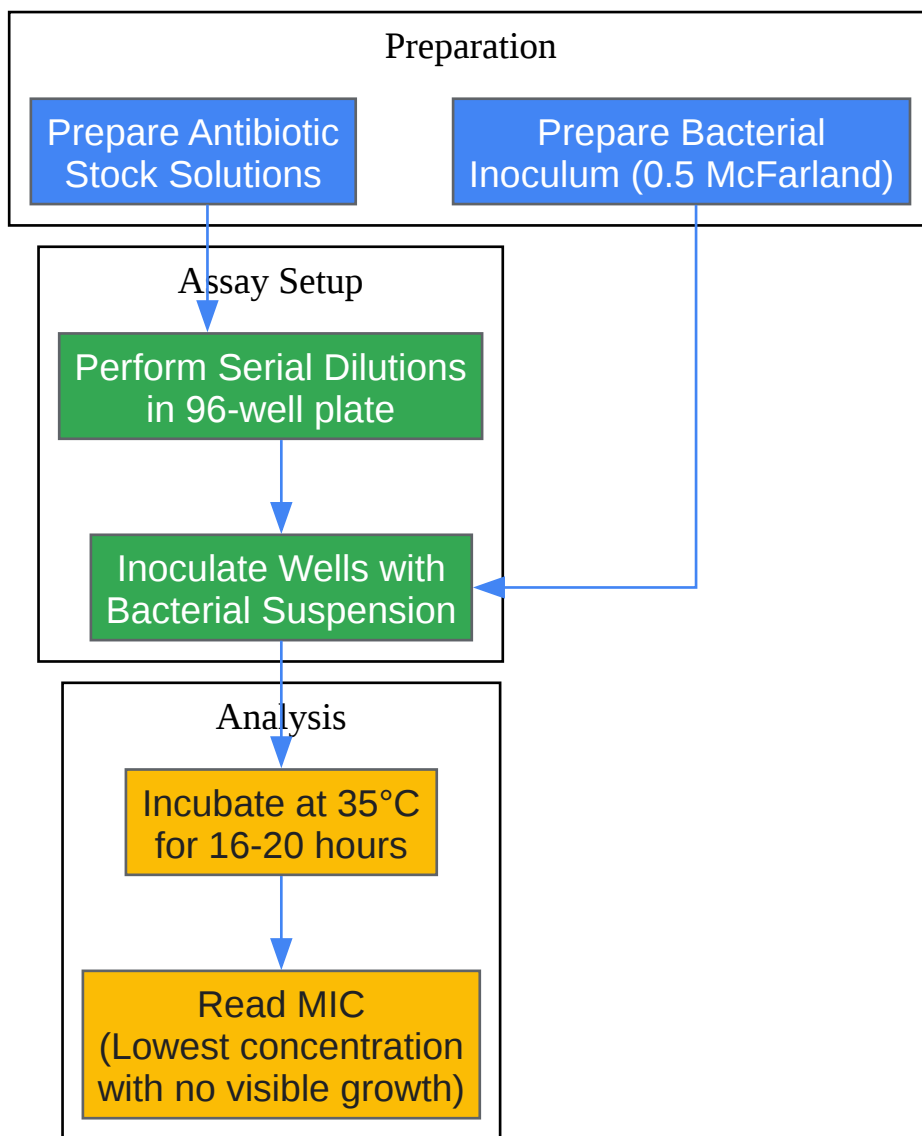 Preparation
Prepare Antibiotic
Stock Solutions
Prepare Bacterial
Inoculum (0.5 McFarland)
Assay Setup
Perform Serial Dilutions
in 96-well plate
Inoculate Wells with
Bacterial Suspension
Analysis
Incubate at 35°C
for 16-20 hours
Read MIC
(Lowest concentration
with no visible growth)